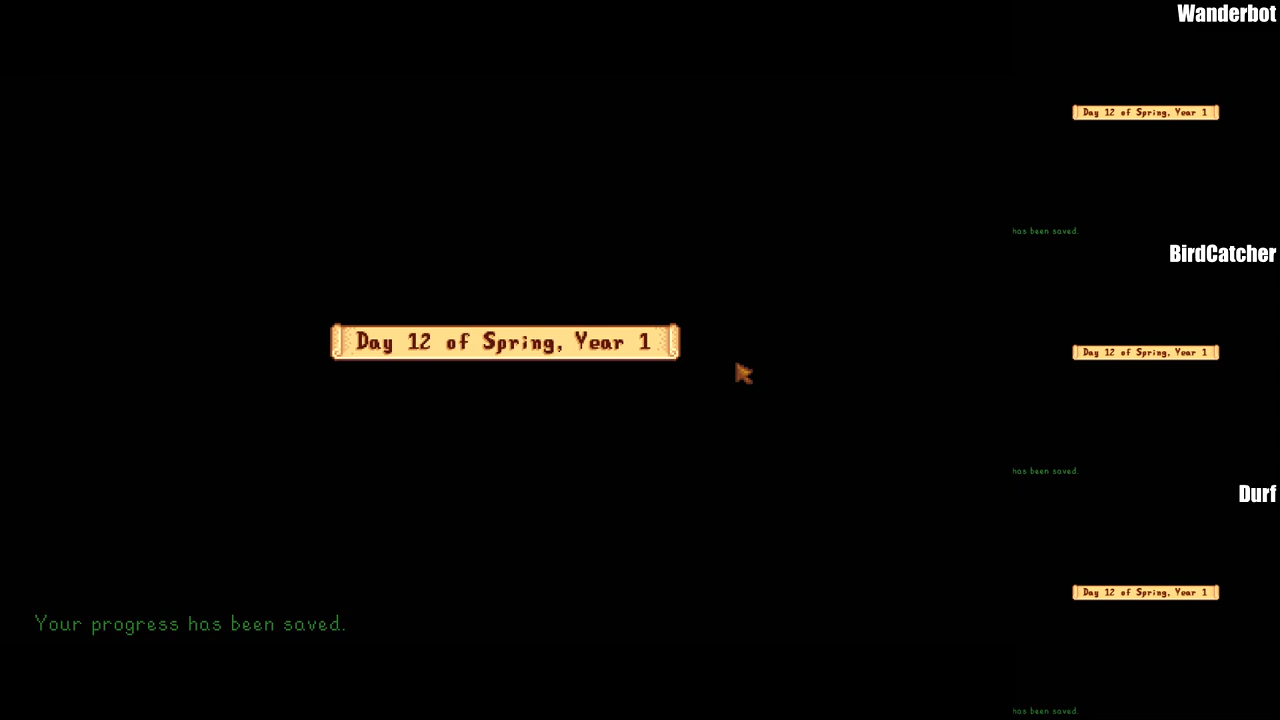 Wanderbot
Day 12 of Spring, Year 1
has been saved.
BirdCatcher
Day 12 of Spring, Year 1
Day 12 of Spring, Year 1
has been saved.
Durf
Day 12 of Spring, Year 1
Your progress has been saved.
has been saved.